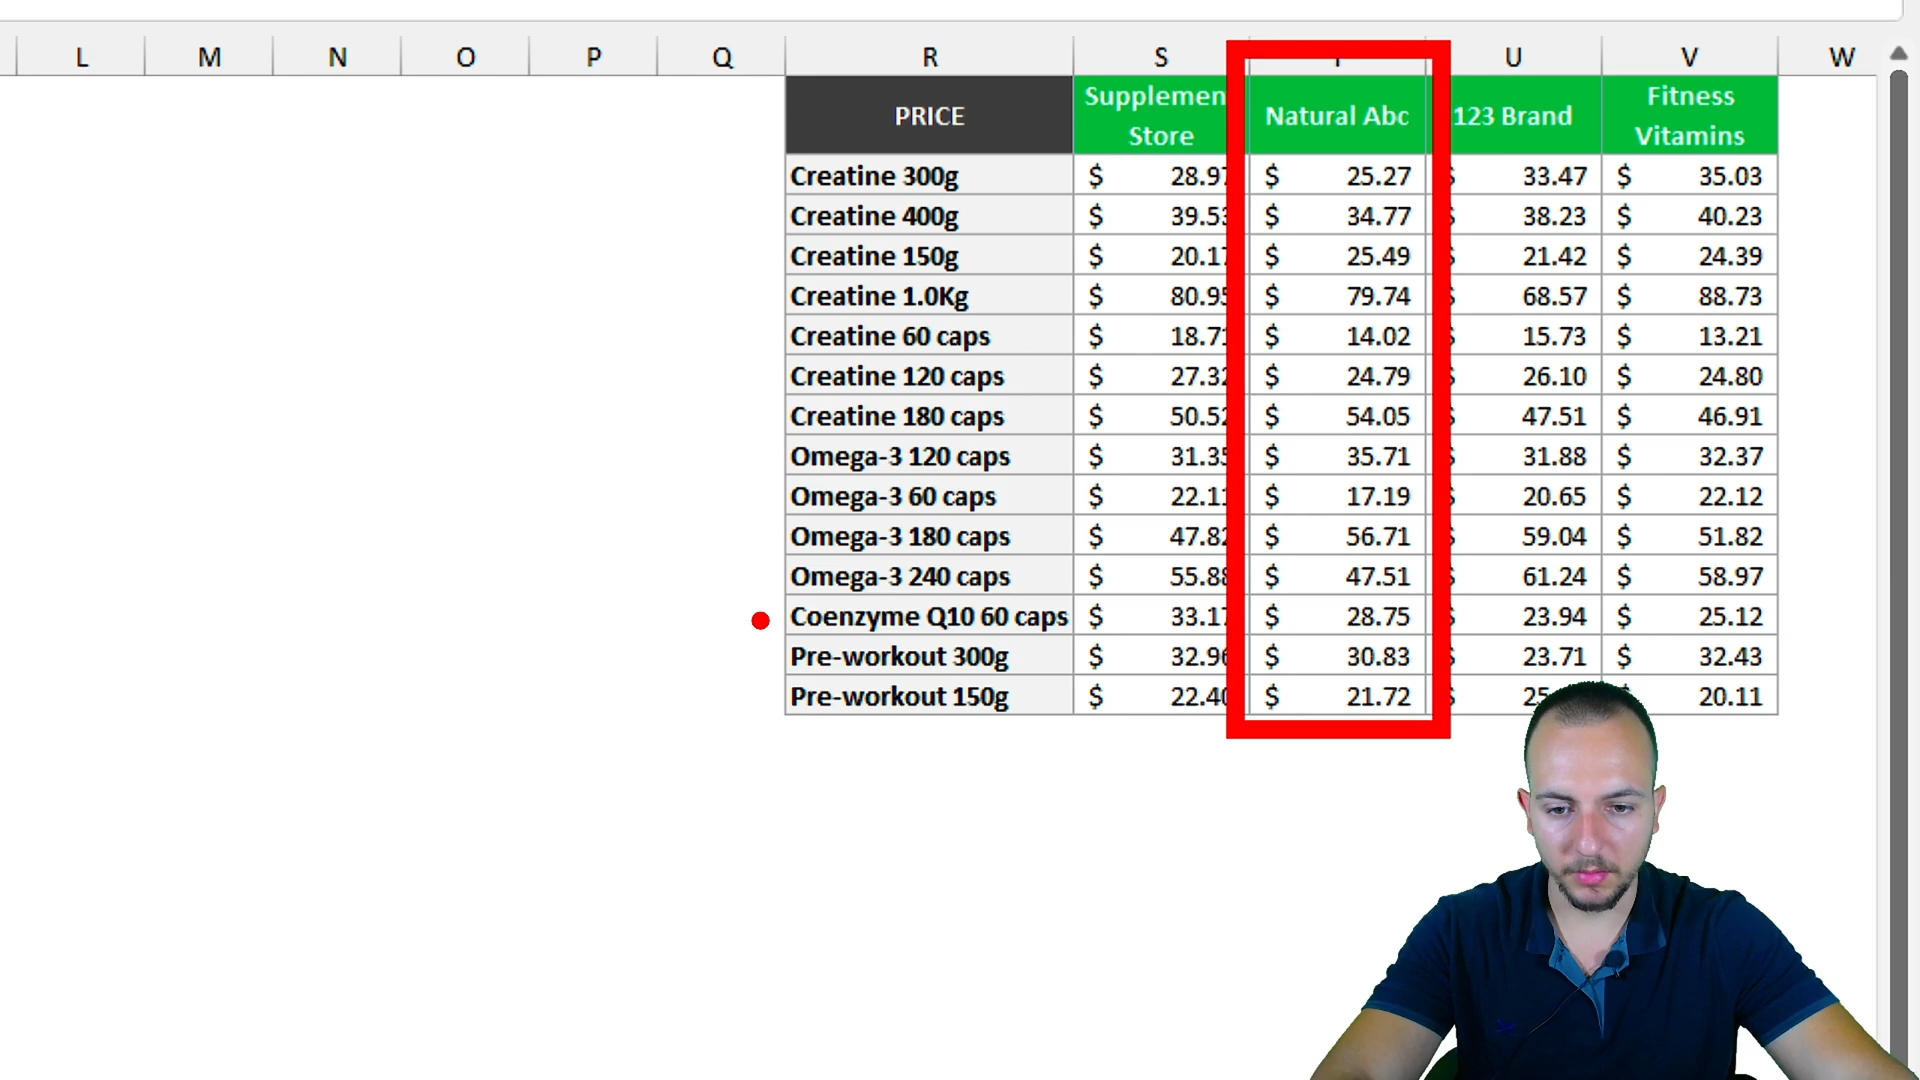 L M N O P Q R S U V W
PRICE Supplemen Store Natural Abc 123 Brand Fitness Vitamins
Creatine 300g $ 28.97 $ 25.27 $ 33.47 $ 35.03
Creatine 400g $ 39.53 $ 34.77 $ 38.23 $ 40.23
Creatine 150g $ 20.17 $ 25.49 $ 21.42 $ 24.39
Creatine 1.0Kg $ 80.95 $ 79.74 $ 68.57 $ 88.73
Creatine 60 caps $ 18.71 $ 14.02 $ 15.73 $ 13.21
Creatine 120 caps $ 27.32 $ 24.79 $ 26.10 $ 24.80
Creatine 180 caps $ 50.52 $ 54.05 $ 47.51 $ 46.91
Omega-3 120 caps $ 31.35 $ 35.71 $ 31.88 $ 32.37
Omega-3 60 caps $ 22.11 $ 17.19 $ 20.65 $ 22.12
Omega-3 180 caps $ 47.82 $ 56.71 $ 59.04 $ 51.82
Omega-3 240 caps $ 55.88 $ 47.51 $ 61.24 $ 58.97
Coenzyme Q10 60 caps $ 33.17 $ 28.75 $ 23.94 $ 25.12
Pre-workout 300g $ 32.96 $ 30.83 $ 23.71 $ 32.43
Pre-workout 150g $ 22.40 $ 21.72 $ $ 20.11